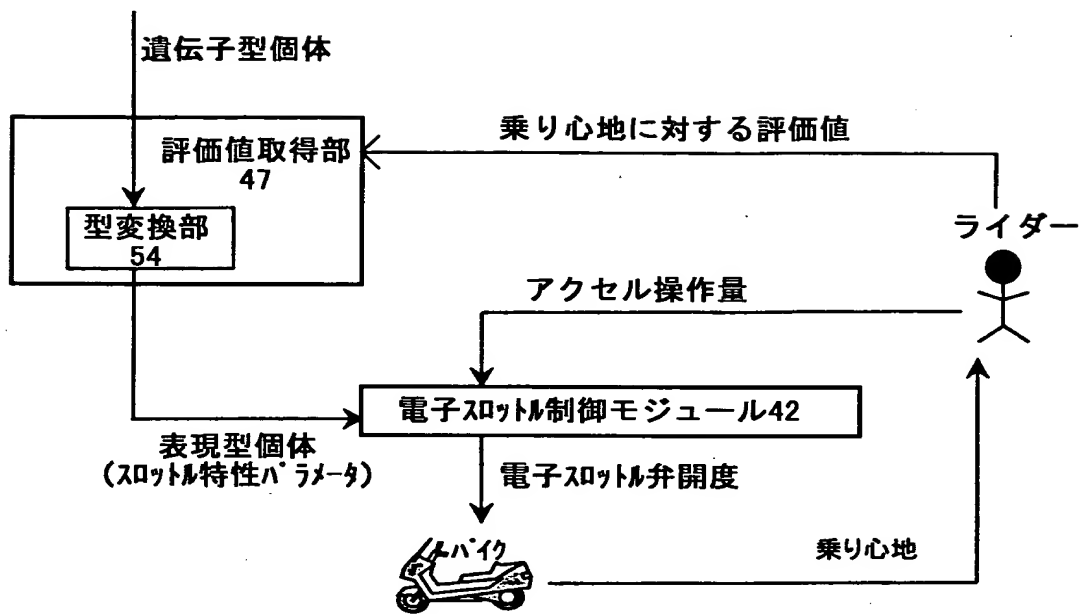 遺伝子型個体
乗り心地に対する評価値
評価値取得部
47
型変換部
54
ライダー
アクセル操作量
電子ｽﾛｯﾄﾙ制御モジュール42
表現型個体
(ｽﾛｯﾄﾙ特性ﾊﾟﾗﾒｰﾀ)
電子ｽﾛｯﾄﾙ弁開度
ﾊﾞｲｸ
乗り心地